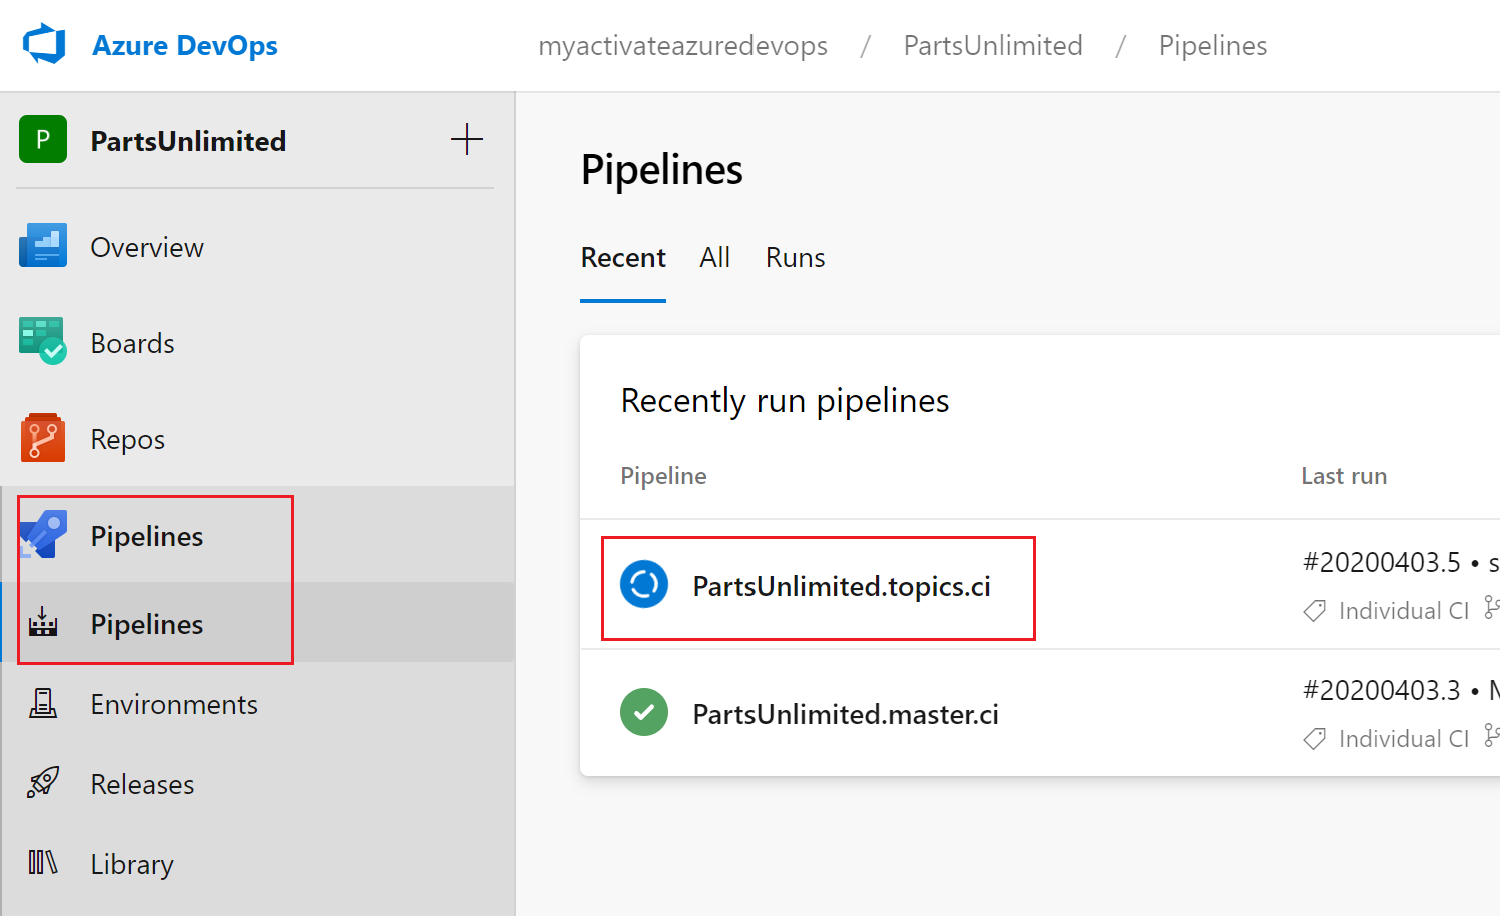 Azure DevOps
myactivateazuredevops / PartsUnlimited / Pipelines
P PartsUnlimited
Overview
Boards
Repos
Pipelines
Pipelines
Environments
Releases
Library
Pipelines
Recent All Runs
Recently run pipelines
Pipeline Last run
PartsUnlimited.topics.ci
#20200403.5 • s
Individual CI
PartsUnlimited.master.ci
#20200403.3 •
Individual CI